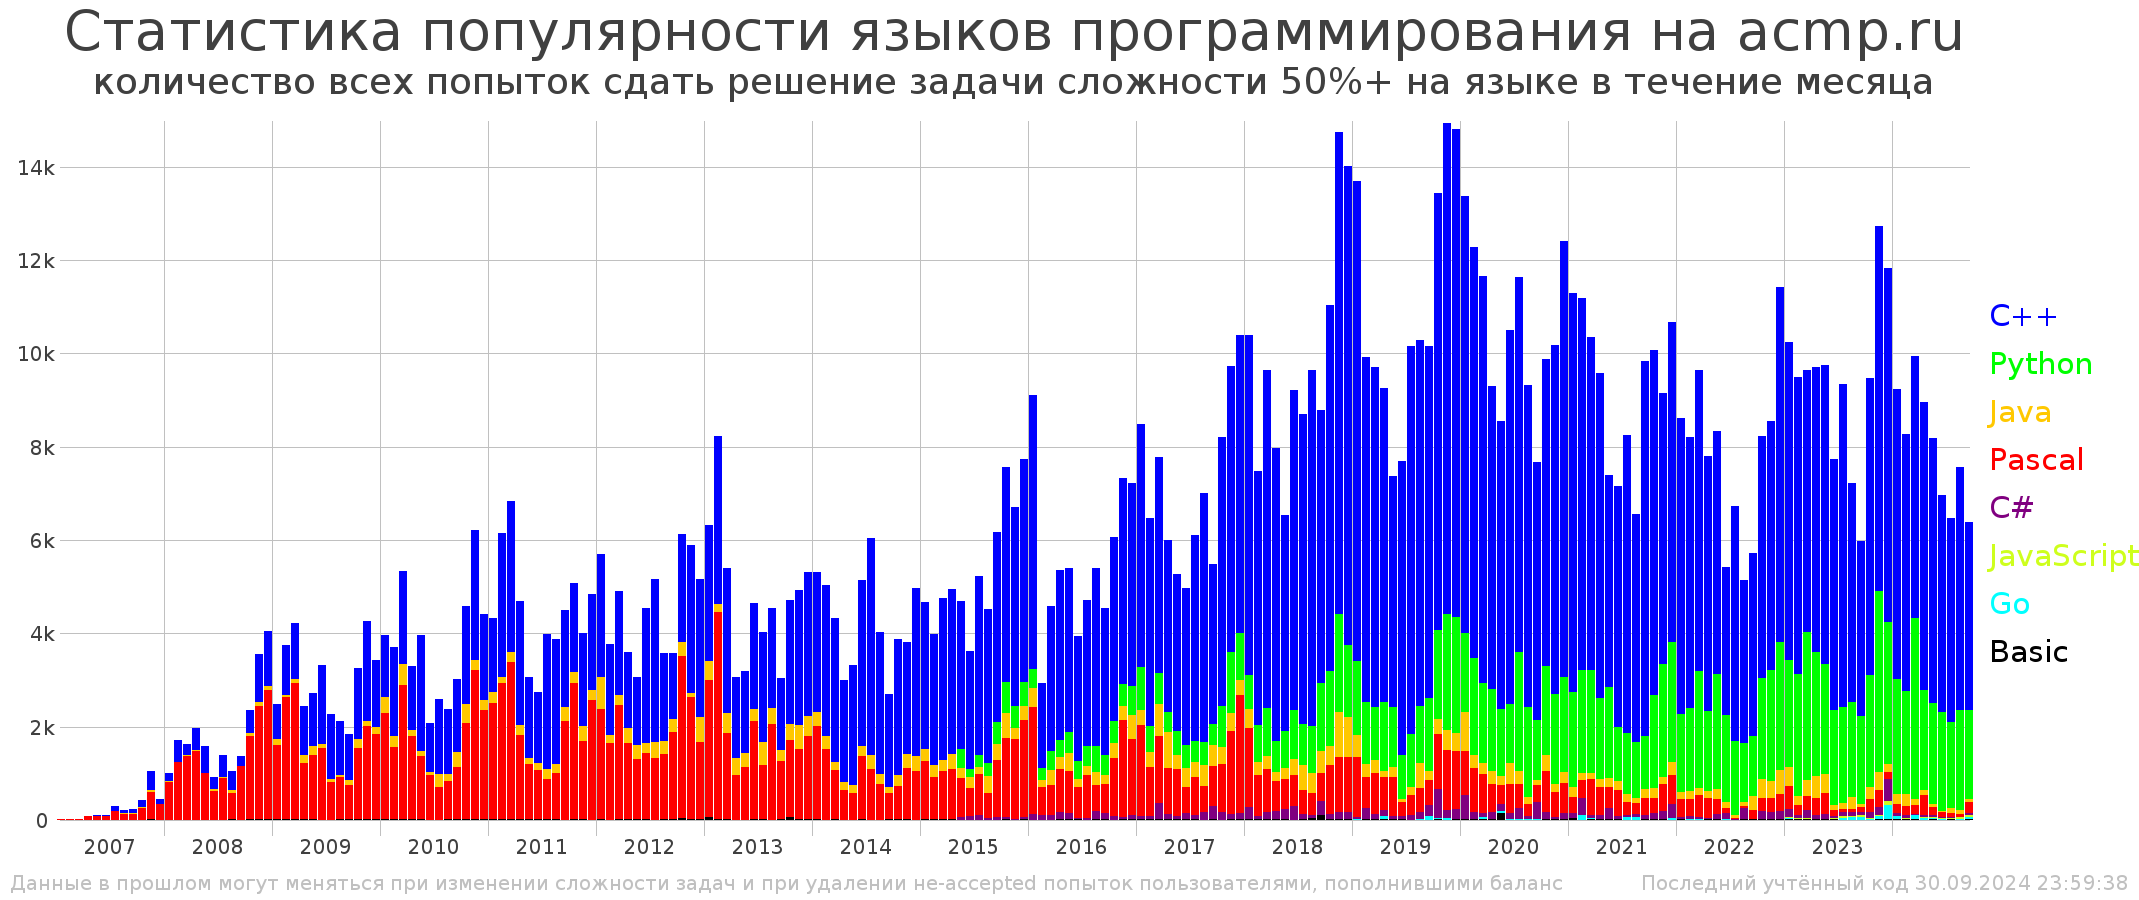 Статистика популярности языков программирования на acmp.ru
количество всех попыток сдать решение задачи сложности 50%+ на языке в течение месяца
14k
12k
10k
8k
6k
4k
2k
0
C++
Python
Java
Pascal
C#
JavaScript
Go
Basic
2007 2008 2009 2010 2011 2012 2013 2014 2015 2016 2017 2018 2019 2020 2021 2022 2023
Данные в прошлом могут меняться при изменении сложности задач и при удалении не-accepted попыток пользователями, пополнившими баланс
Последний учтённый код 30.09.2024 23:59:38